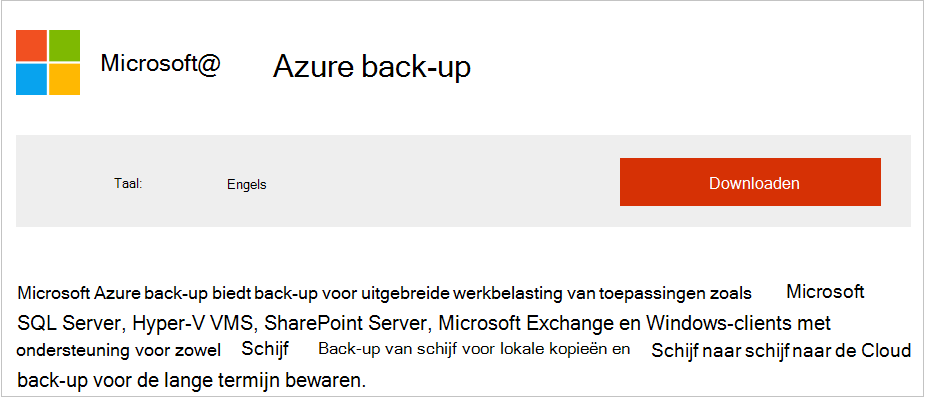 Microsoft@ Azure back-up
Taal: Engels Downloaden
Microsoft Azure back-up biedt back-up voor uitgebreide werkbelasting van toepassingen zoals Microsoft
SQL Server, Hyper-V VMS, SharePoint Server, Microsoft Exchange en Windows-clients met
ondersteuning voor zowel Schijf Back-up van schijf voor lokale kopieën en Schijf naar schijf naar de Cloud
back-up voor de lange termijn bewaren.